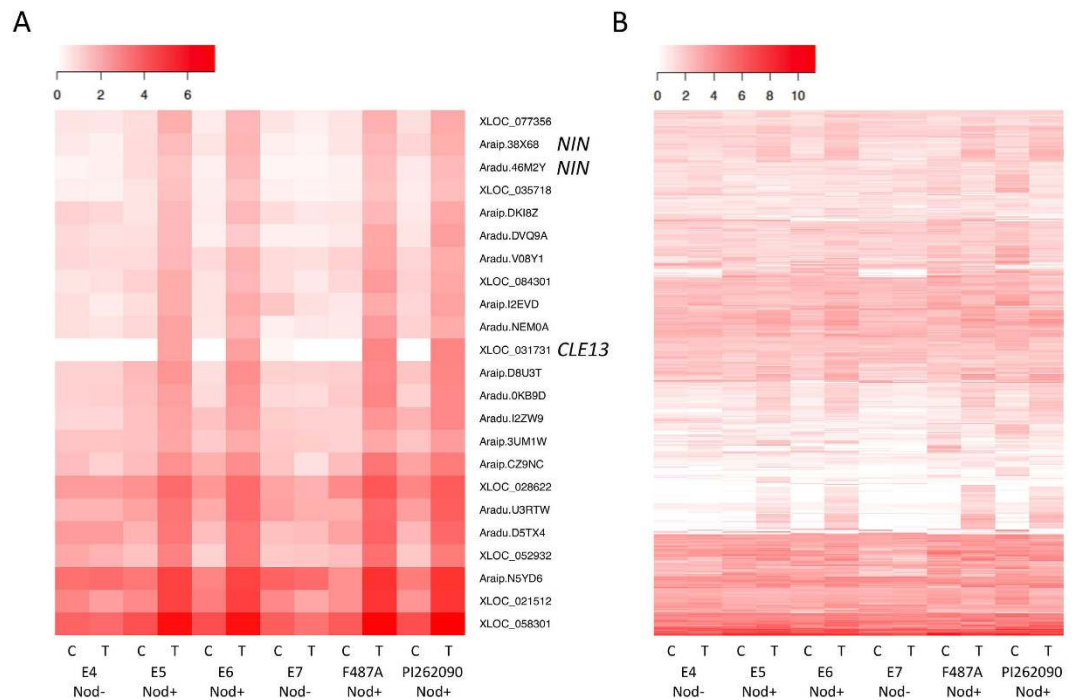 A
B
0 2 4 6
0 2 4 6 8 10
XLOC_077356
Araip.38X68 NIN
Aradu.46M2Y NIN
XLOC_035718
Araip.DKI8Z
Aradu.DVQ9A
Aradu.V08Y1
XLOC_084301
Araip.I2EVD
Aradu.NEM0A
XLOC_031731 CLE13
Araip.D8U3T
Aradu.0KB9D
Aradu.I2ZW9
Araip.3UM1W
Araip.CZ9NC
XLOC_028622
Aradu.U3RTW
Aradu.D5TX4
XLOC_052932
Araip.N5YD6
XLOC_021512
XLOC_058301
C T C T C T C T C T C T
E4 E5 E6 E7 F487A PI262090
Nod- Nod+ Nod+ Nod- Nod+ Nod+
C T C T C T C T C T C T
E4 E5 E6 E7 F487A PI262090
Nod- Nod+ Nod+ Nod- Nod+ Nod+